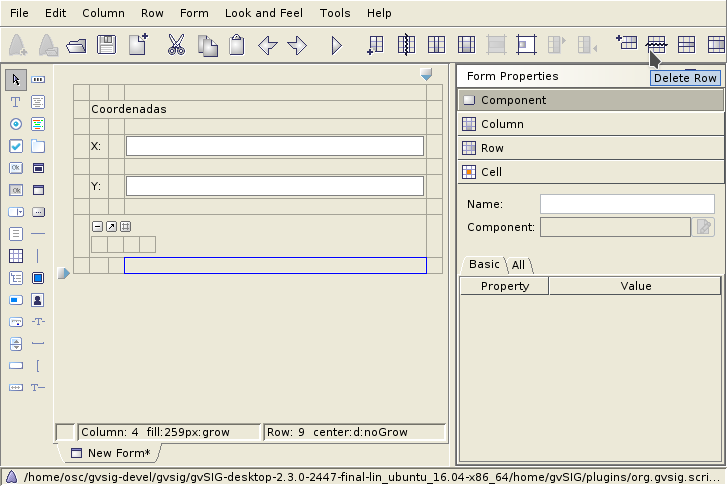 File Edit Column Row Form Look and Feel Tools Help
Form Properties
Delete Row
Component
Column
Row
Cell
Name:
Component:
Basic All
Property Value
Coordenadas
X:
Y:
Column: 4 fill:259px:grow Row: 9 center:d:noGrow
New Form*
/home/osc/gvsig-devel/gvsig/gvSIG-desktop-2.3.0-2447-final-lin_ubuntu_16.04-x86_64/home/gvSIG/plugins/org.gvsig.scri...